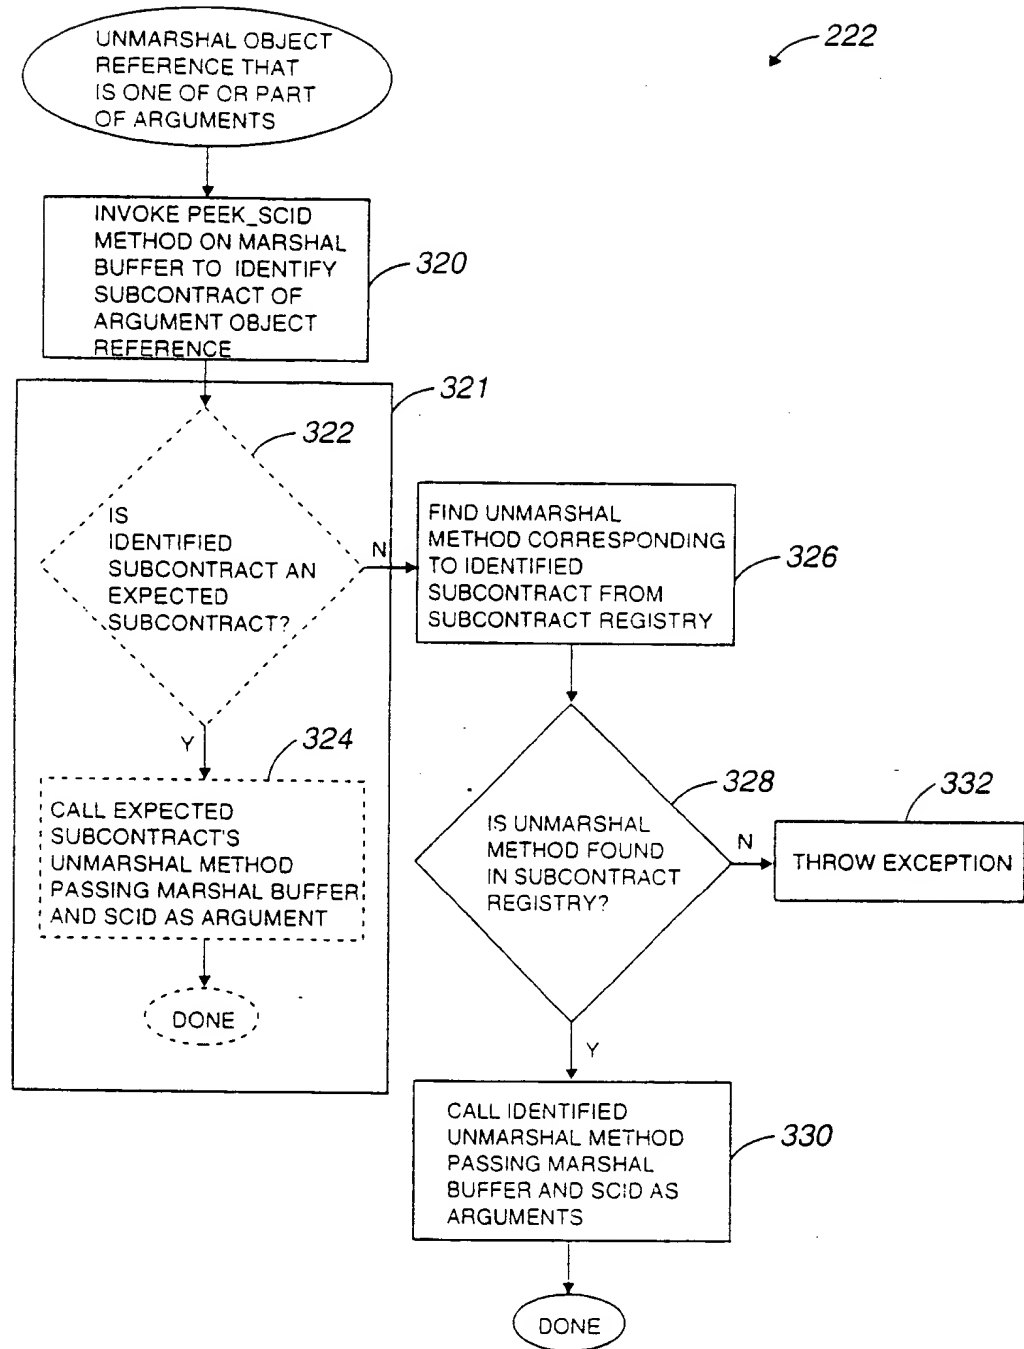 UNMARSHAL OBJECT
REFERENCE THAT
IS ONE OF OR PART
OF ARGUMENTS
222
INVOKE PEEK_SCID
METHOD ON MARSHAL
BUFFER TO IDENTIFY
SUBCONTRACT OF
ARGUMENT OBJECT
REFERENCE
320
321
322
IS
IDENTIFIED
SUBCONTRACT AN
EXPECTED
SUBCONTRACT?
N
Y
324
CALL EXPECTED
SUBCONTRACT'S
UNMARSHAL METHOD
PASSING MARSHAL BUFFER
AND SCID AS ARGUMENT
DONE
FIND UNMARSHAL
METHOD CORRESPONDING
TO IDENTIFIED
SUBCONTRACT FROM
SUBCONTRACT REGISTRY
326
328
IS UNMARSHAL
METHOD FOUND
IN SUBCONTRACT
REGISTRY?
N
332
THROW EXCEPTION
Y
CALL IDENTIFIED
UNMARSHAL METHOD
PASSING MARSHAL
BUFFER AND SCID AS
ARGUMENTS
330
DONE